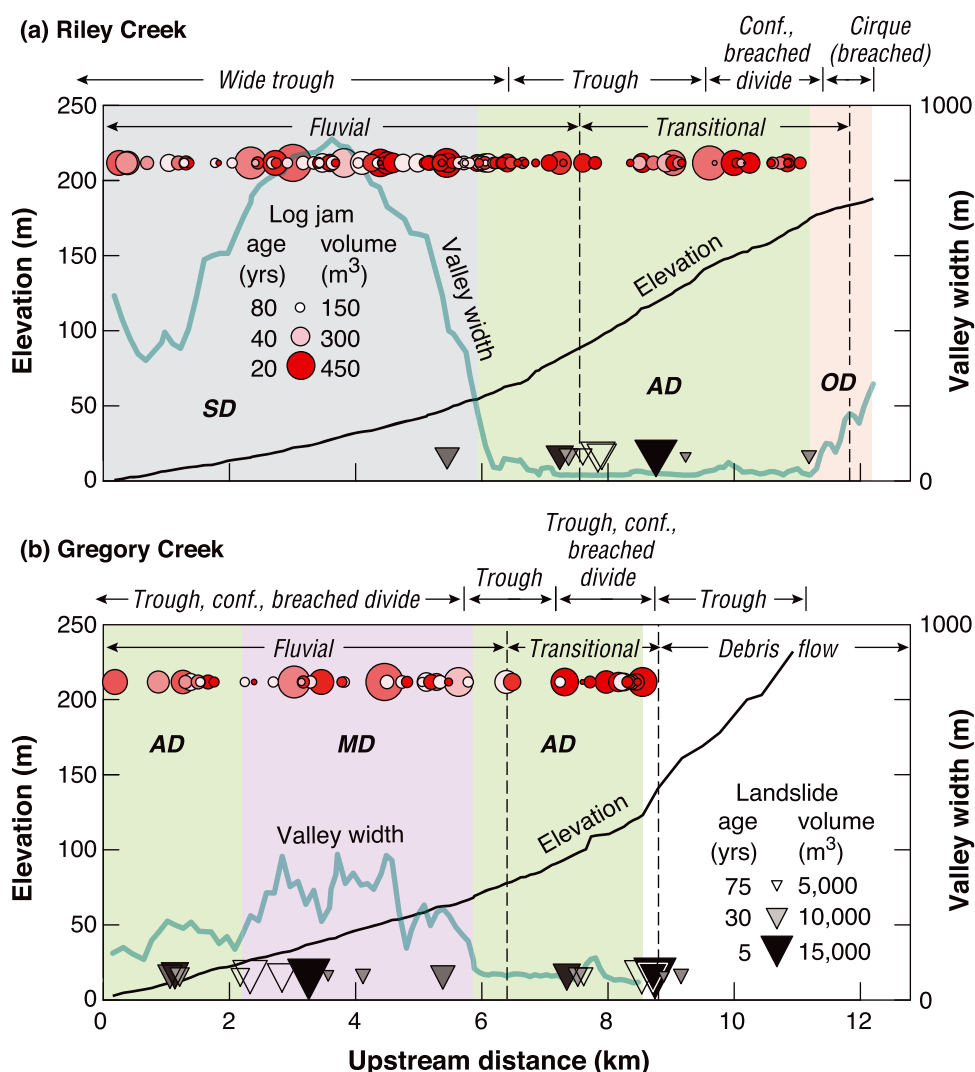 (a) Riley Creek
Conf., breached divide
Cirque (breached)
Wide trough
Trough
250
200
150
100
50
0
Elevation (m)
1000
0
Valley width (m)
Fluvial
Transitional
Log jam
age (yrs)
volume (m³)
80 150
40 300
20 450
Valley width
Elevation
SD
AD
OD
(b) Gregory Creek
Trough, conf., breached divide
Trough
Trough, conf., breached divide
Trough
250
200
150
100
50
0
Elevation (m)
1000
0
Valley width (m)
Fluvial
Transitional
Debris flow
AD
MD
AD
Valley width
Elevation
Landslide
age (yrs)
volume (m³)
75 5,000
30 10,000
5 15,000
0 2 4 6 8 10 12
Upstream distance (km)